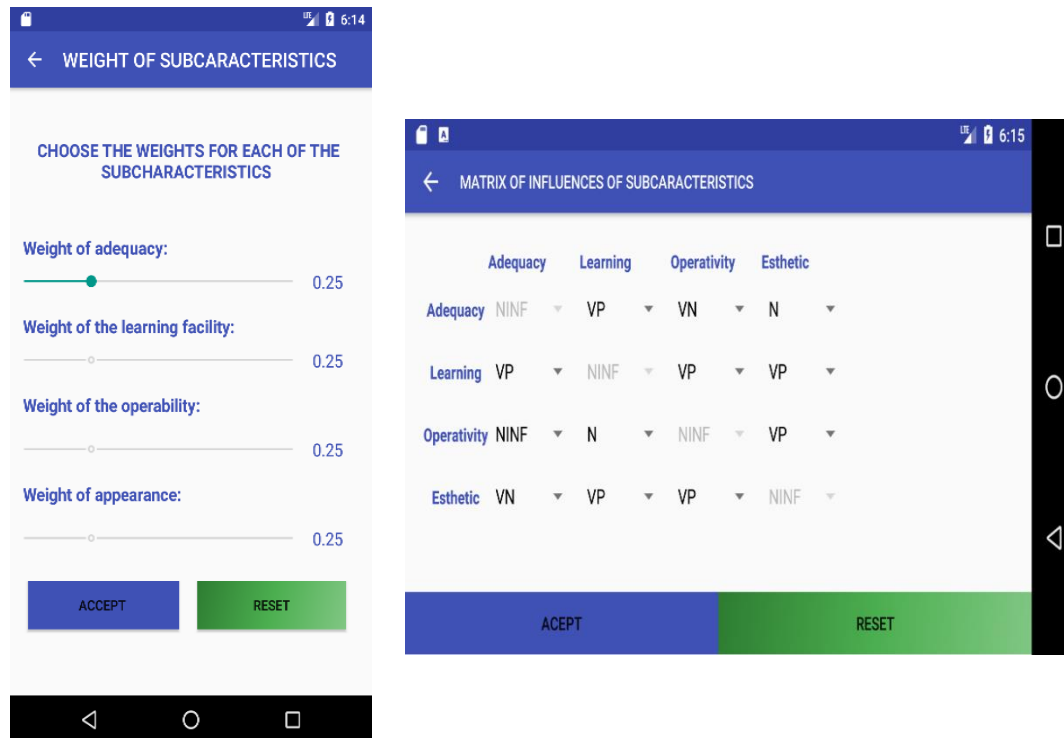 6:14
WEIGHT OF SUBCARACTERISTICS
CHOOSE THE WEIGHTS FOR EACH OF THE
SUBCHARACTERISTICS
Weight of adequacy:
0.25
Weight of the learning facility:
0.25
Weight of the operability:
0.25
Weight of appearance:
0.25
ACCEPT RESET
LTE 6:15
MATRIX OF INFLUENCES OF SUBCARACTERISTICS
Adequacy Learning Operativity Esthetic
Adequacy NINF VP VN N
Learning VP NINF VP VP
Operativity NINF N NINF VP
Esthetic VN VP VP NINF
ACEPT RESET